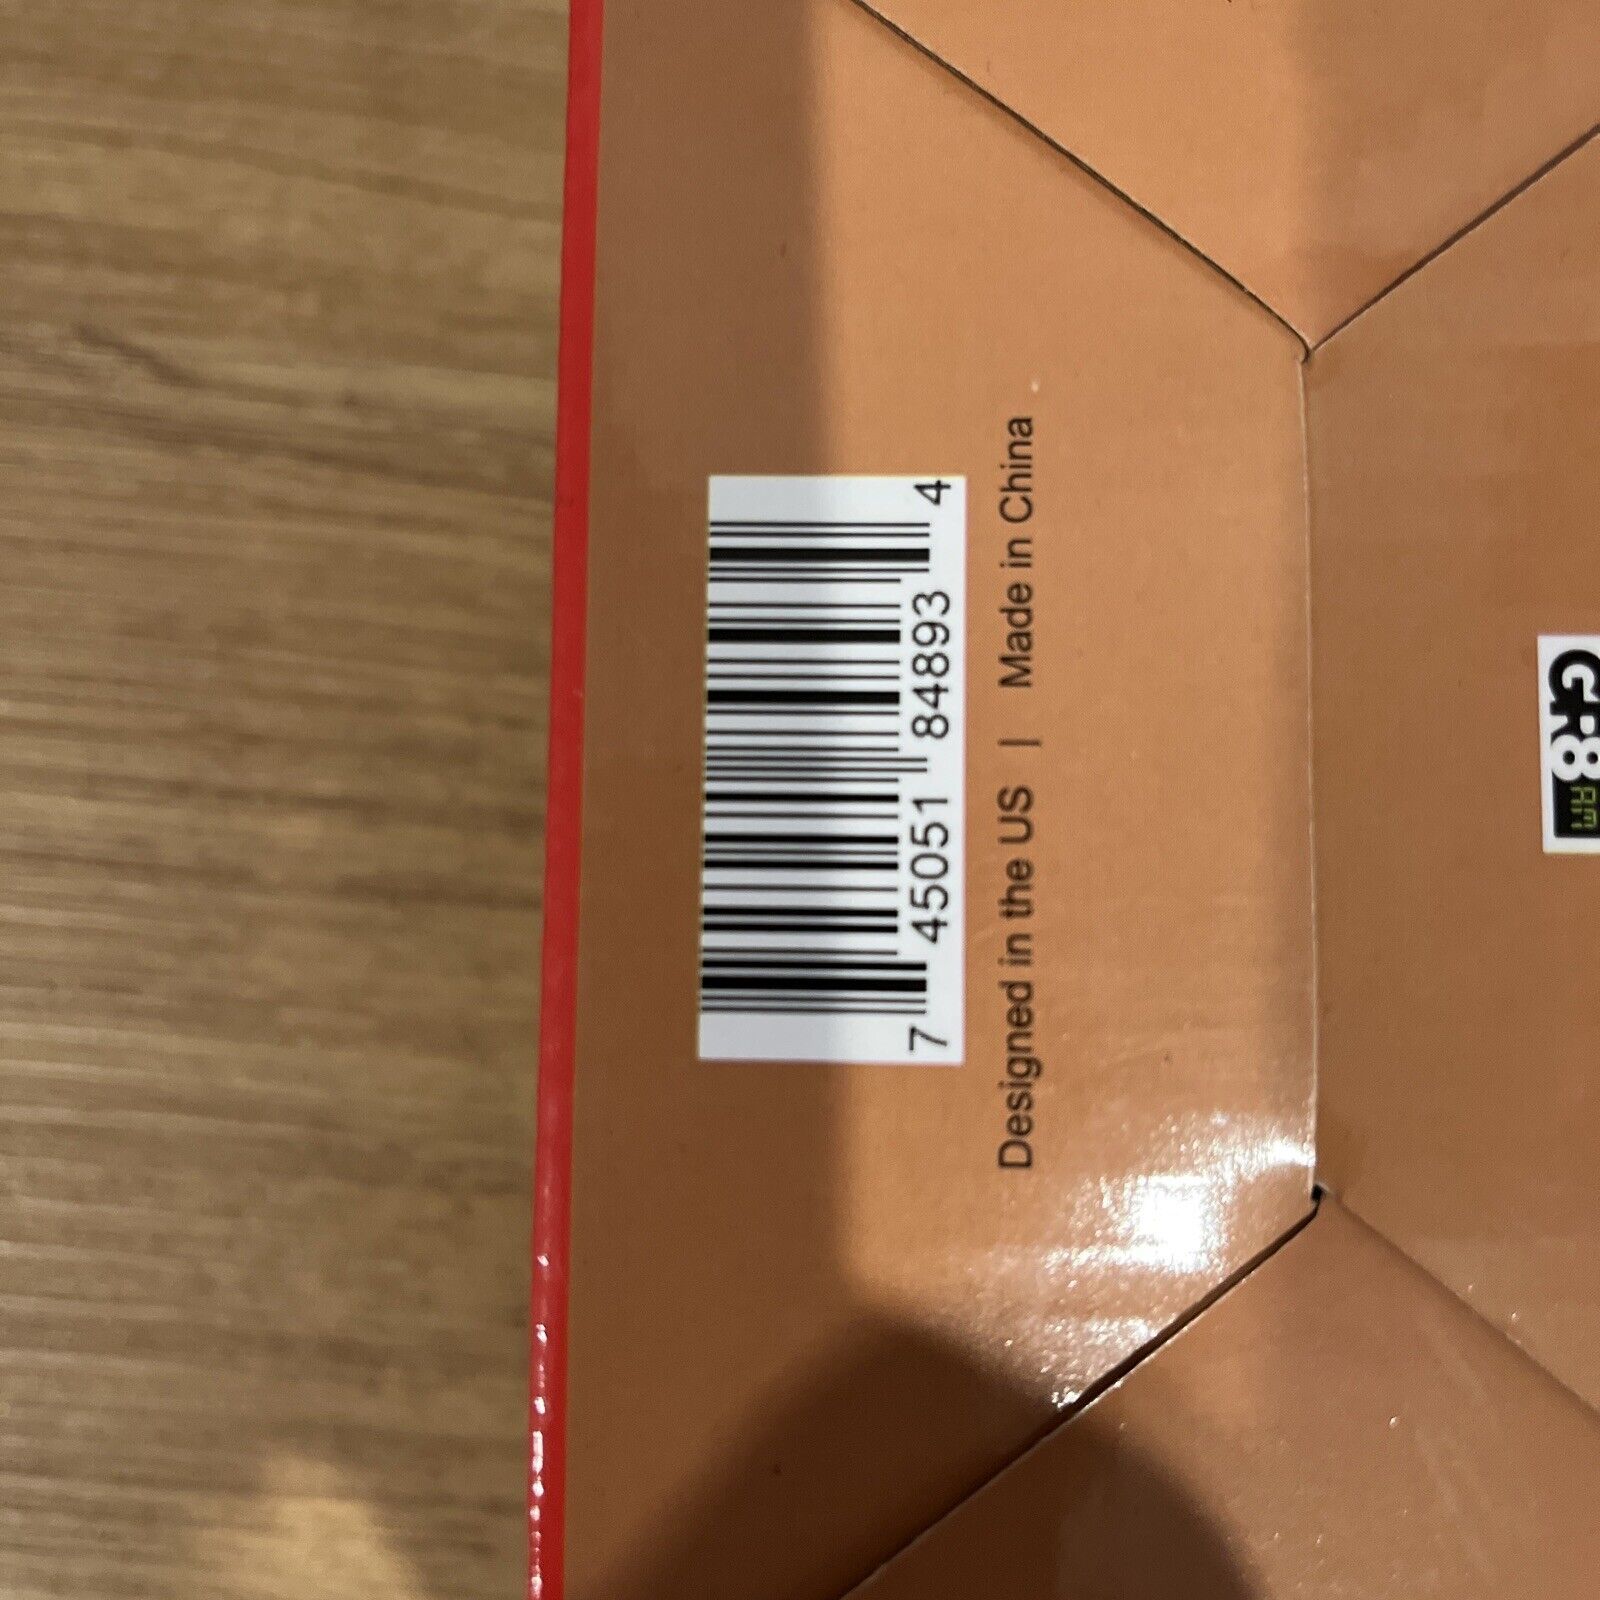 7 45051 84893 4
Designed in the US | Made in China
GR8